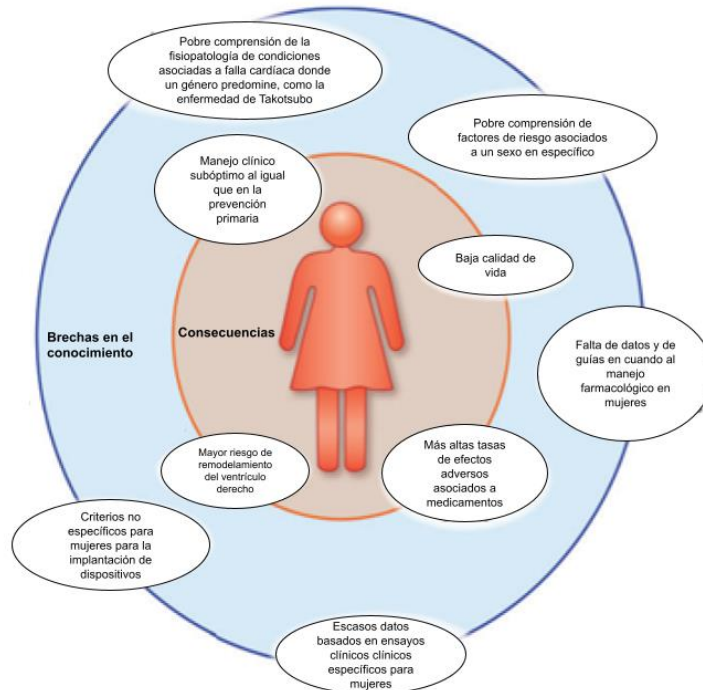 Pobre comprensión de la
fisiopatología de condiciones
asociadas a falla cardíaca donde
un género predomine, como la
enfermedad de Takotsubo
Pobre comprensión de
factores de riesgo asociados
a un sexo en específico
Manejo clínico
subóptimo al igual
que en la
prevención
primaria
Baja calidad de
vida
Brechas en el
conocimiento
Consecuencias
Falta de datos y de
guías en cuando al
manejo
farmacológico en
mujeres
Mayor riesgo de
remodelamiento
del ventrículo
derecho
Más altas tasas
de efectos
adversos
asociados a
medicamentos
Criterios no
específicos para
mujeres para la
implantación de
dispositivos
Escasos datos
basados en ensayos
clínicos clínicos
específicos para
mujeres